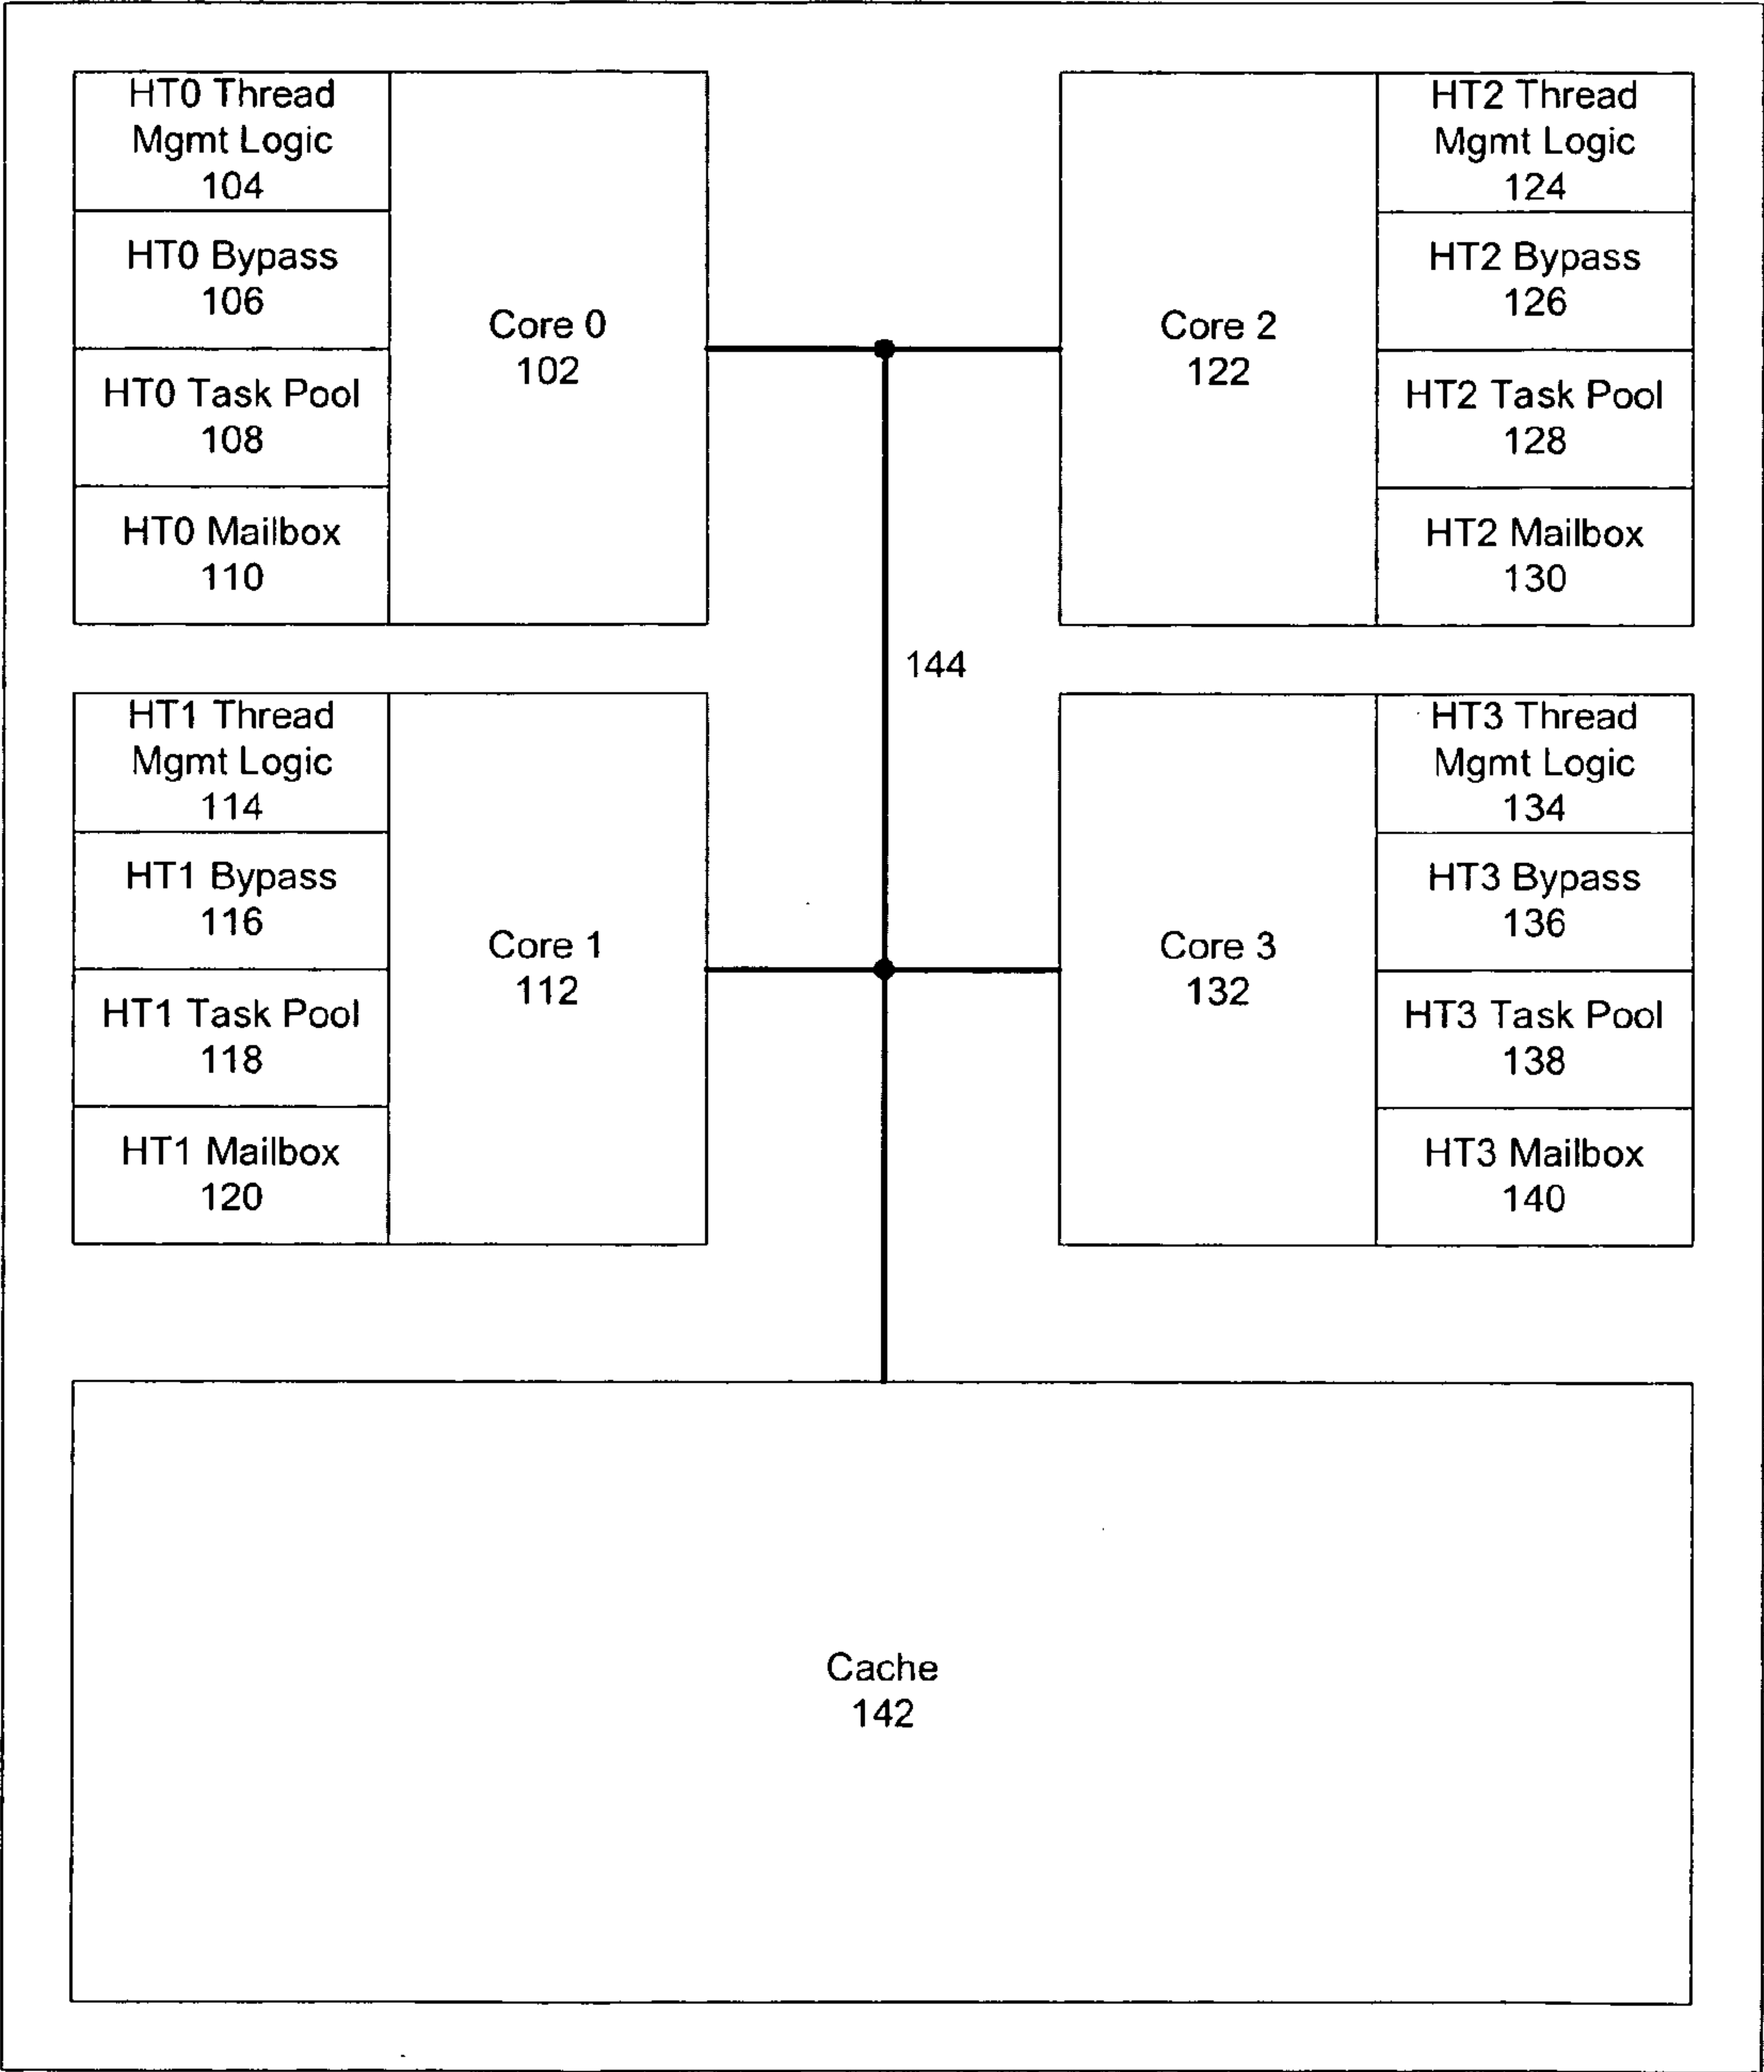 HT0 Thread
Mgmt Logic
104
HT0 Bypass
106
HT0 Task Pool
108
HT0 Mailbox
110
Core 0
102
Core 2
122
HT2 Thread
Mgmt Logic
124
HT2 Bypass
126
HT2 Task Pool
128
HT2 Mailbox
130
144
HT1 Thread
Mgmt Logic
114
HT1 Bypass
116
HT1 Task Pool
118
HT1 Mailbox
120
Core 1
112
Core 3
132
HT3 Thread
Mgmt Logic
134
HT3 Bypass
136
HT3 Task Pool
138
HT3 Mailbox
140
Cache
142